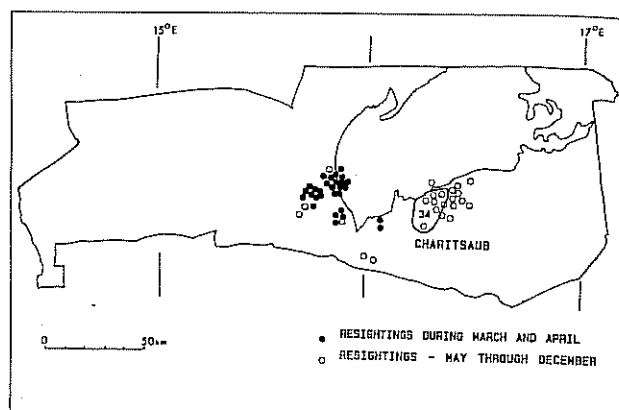 15°E
17°E
34
CHARITSAUB
● RESIGHTINGS DURING MARCH AND APRIL
○ RESIGHTINGS - MAY THROUGH DECEMBER
0 50km